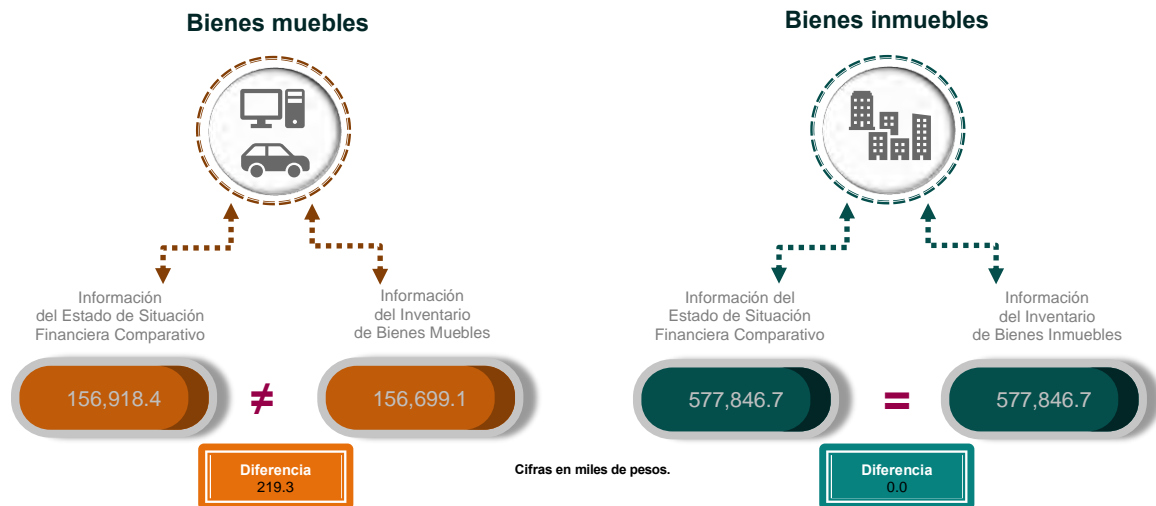 Bienes muebles
Información
del Estado de Situación
Financiera Comparativo
Información
del Inventario
de Bienes Muebles
156,918.4
≠
156,699.1
Diferencia
219.3
Cifras en miles de pesos.
Bienes inmuebles
Información del
Estado de Situación
Financiera Comparativo
Información
del Inventario
de Bienes Inmuebles
577,846.7
=
577,846.7
Diferencia
0.0